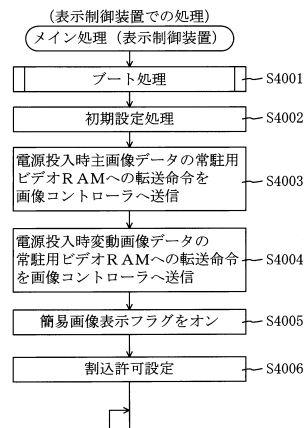 (表示制御装置での処理)
メイン処理(表示制御装置)
ブート処理
S4001
初期設定処理
S4002
電源投入時主画像データの常駐用
ビデオRAMへの転送命令を
画像コントローラへ送信
S4003
電源投入時変動画像データの
常駐用ビデオRAMへの転送命令
を画像コントローラへ送信
S4004
簡易画像表示フラグをオン
S4005
割込許可設定
S4006